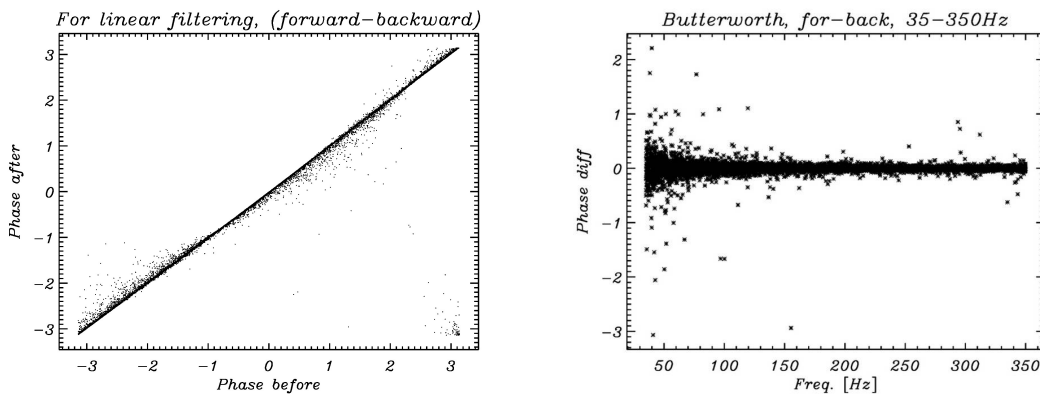 For linear filtering, (forward-backward)
3
2
1
0
-1
-2
-3
Phase after
-3 -2 -1 0 1 2 3
Phase before
Butterworth, for-back, 35-350Hz
2
1
0
-1
-2
-3
Phase diff
50 100 150 200 250 300 350
Freq. [Hz]